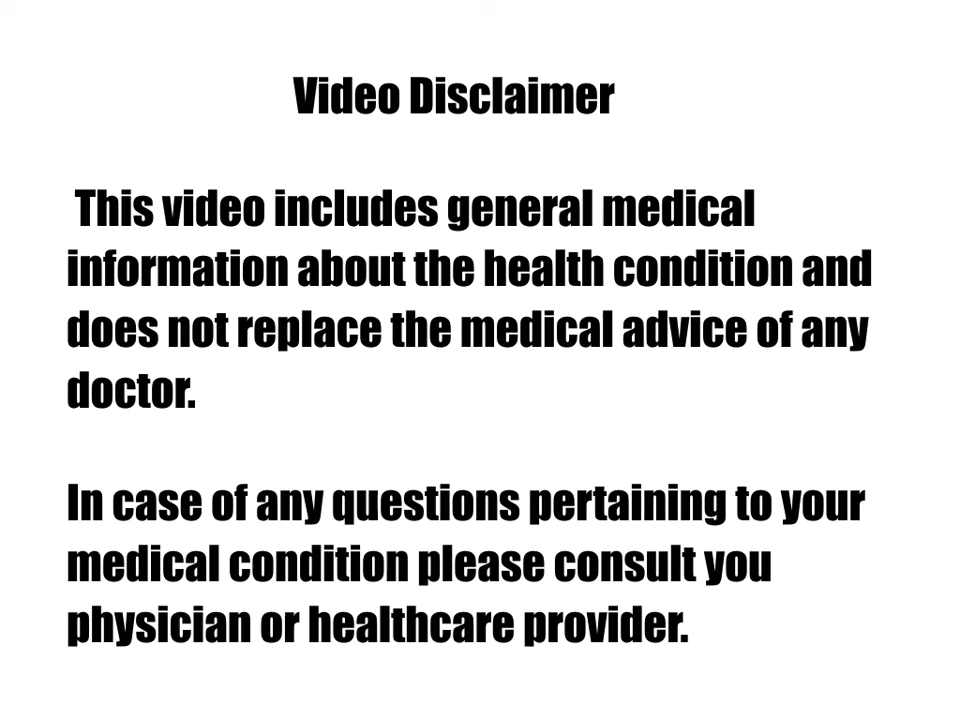 Video Disclaimer
This video includes general medical
information about the health condition and
does not replace the medical advice of any
doctor.
In case of any questions pertaining to your
medical condition please consult you
physician or healthcare provider.